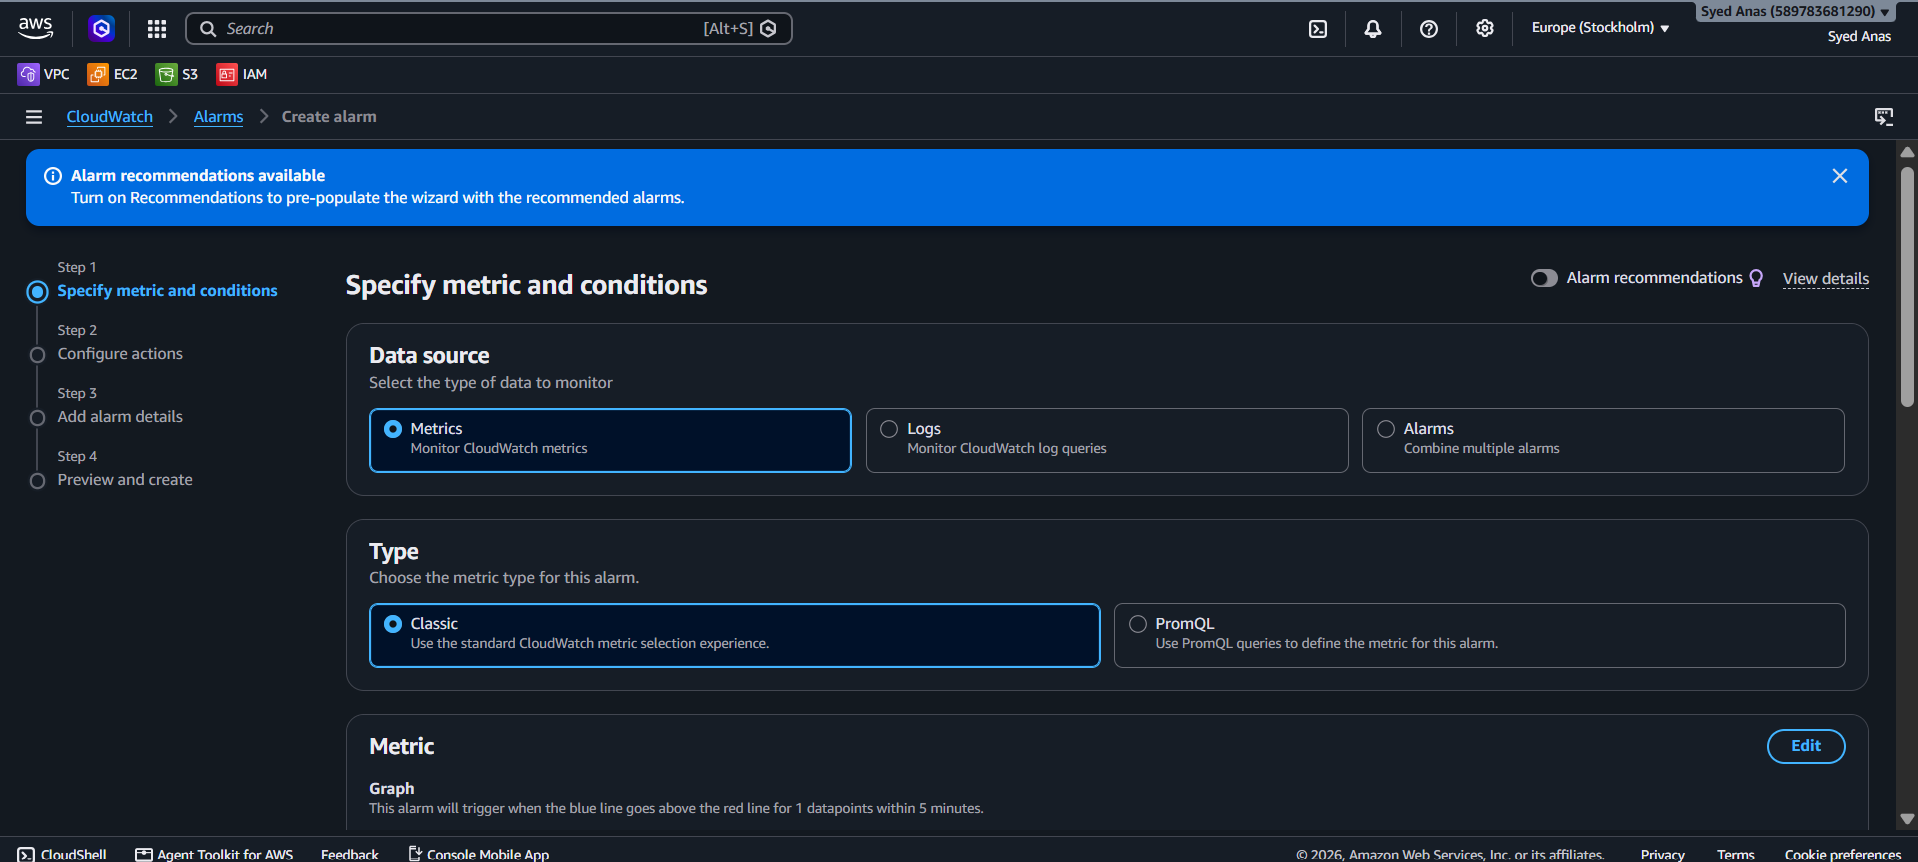 aws
Search [Alt+S]
Europe (Stockholm)
Syed Anas (589783681290)
Syed Anas
VPC EC2 S3 IAM
CloudWatch Alarms Create alarm
Alarm recommendations available
Turn on Recommendations to pre-populate the wizard with the recommended alarms.
Step 1
Specify metric and conditions
Step 2
Configure actions
Step 3
Add alarm details
Step 4
Preview and create
Specify metric and conditions
Alarm recommendations View details
Data source
Select the type of data to monitor
Metrics
Monitor CloudWatch metrics
Logs
Monitor CloudWatch log queries
Alarms
Combine multiple alarms
Type
Choose the metric type for this alarm.
Classic
Use the standard CloudWatch metric selection experience.
PromQL
Use PromQL queries to define the metric for this alarm.
Metric
Edit
Graph
This alarm will trigger when the blue line goes above the red line for 1 datapoints within 5 minutes.
CloudShell Agent Toolkit for AWS Feedback Console Mobile App © 2026, Amazon Web Services, Inc. or its affiliates. Privacy Terms Cookie preferences